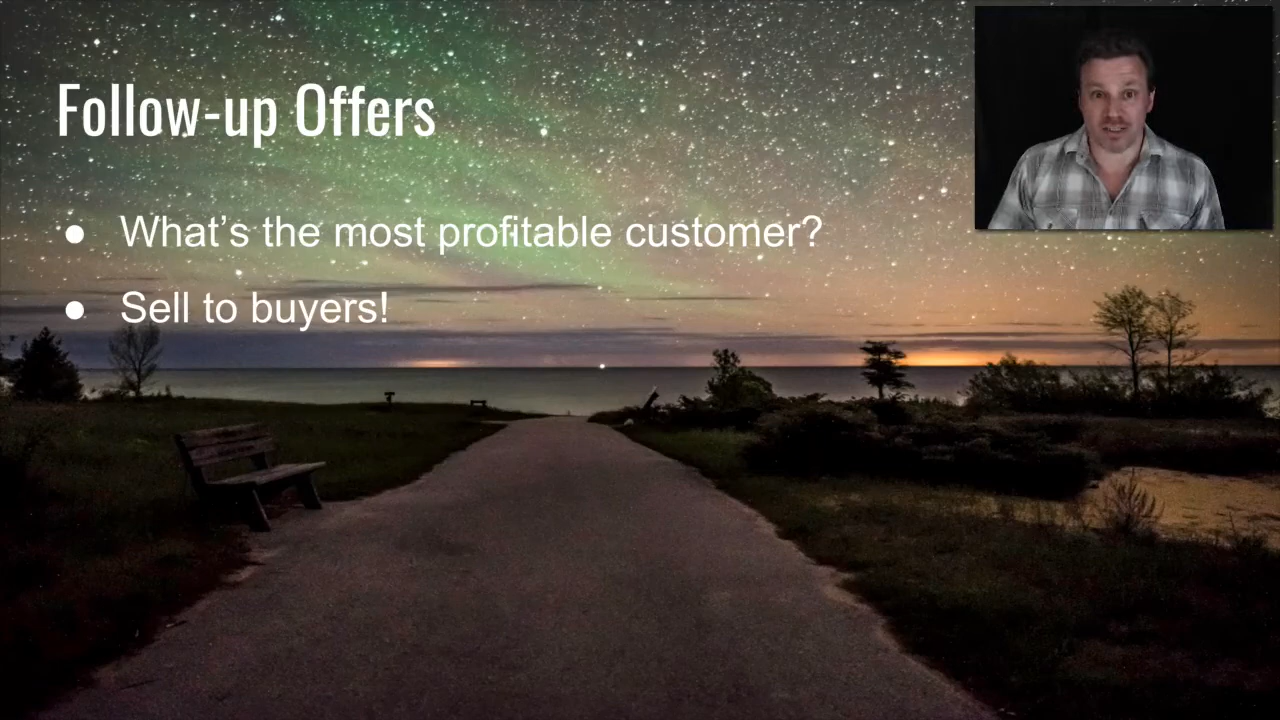 Follow-up Offers
● What’s the most profitable customer?
● Sell to buyers!